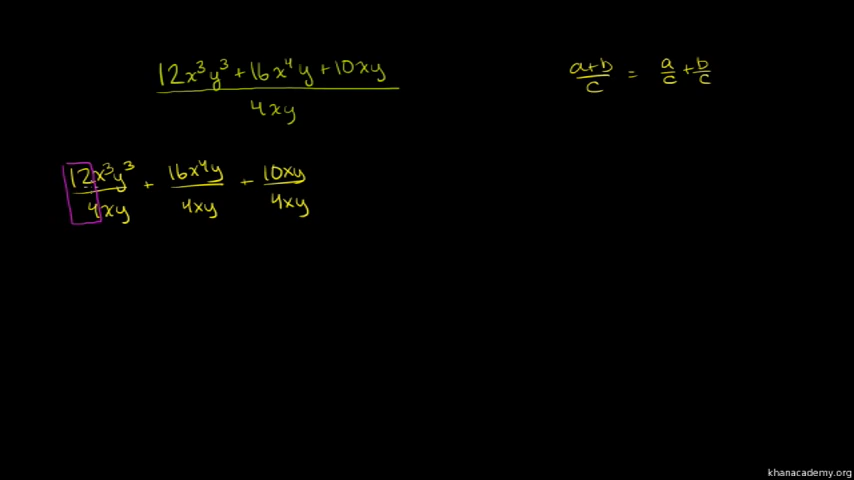 12x³y³ + 16x⁴y + 10xy
4xy
a+b
c
= a/c + b/c
12x³y³/4xy + 16x⁴y/4xy + 10xy/4xy
khanacademy.org